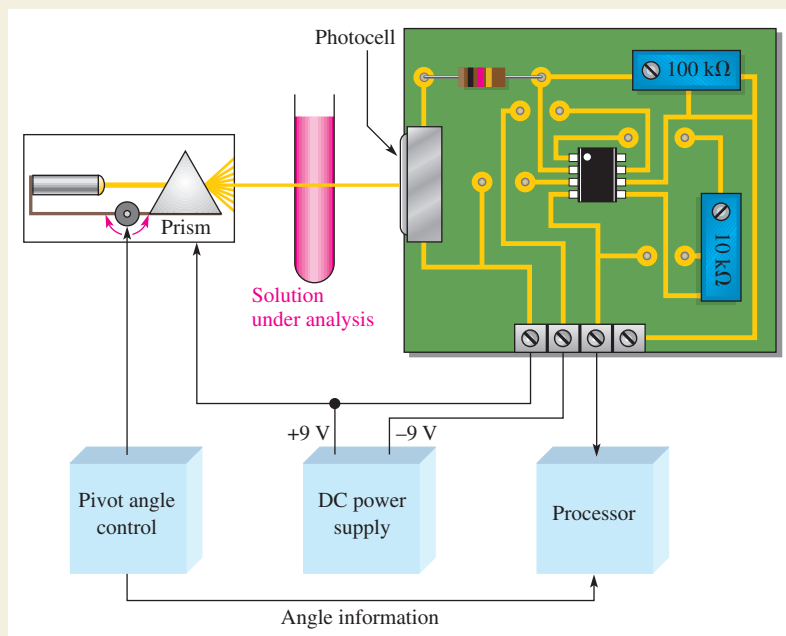 Photocell
100 kΩ
10 kΩ
Prism
Solution
under analysis
+9 V
–9 V
Pivot angle
control
DC power
supply
Processor
Angle information